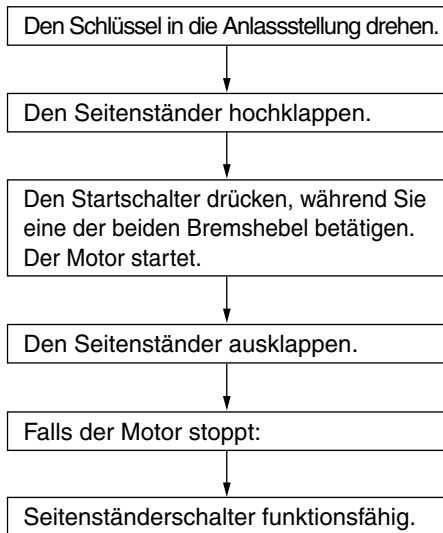 Den Schlüssel in die Anlassstellung drehen.
Den Seitenständer hochklappen.
Den Startschalter drücken, während Sie
eine der beiden Bremshebel betätigen.
Der Motor startet.
Den Seitenständer ausklappen.
Falls der Motor stoppt:
Seitenständerschalter funktionsfähig.